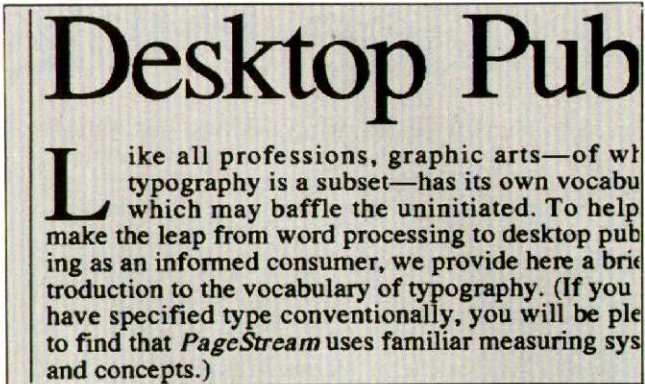 Desktop Pub
Like all professions, graphic arts—of wh
typography is a subset—has its own vocabu
which may baffle the uninitiated. To help
make the leap from word processing to desktop pub
ing as an informed consumer, we provide here a brie
troduction to the vocabulary of typography. (If you
have specified type conventionally, you will be ple
to find that PageStream uses familiar measuring sys
and concepts.)